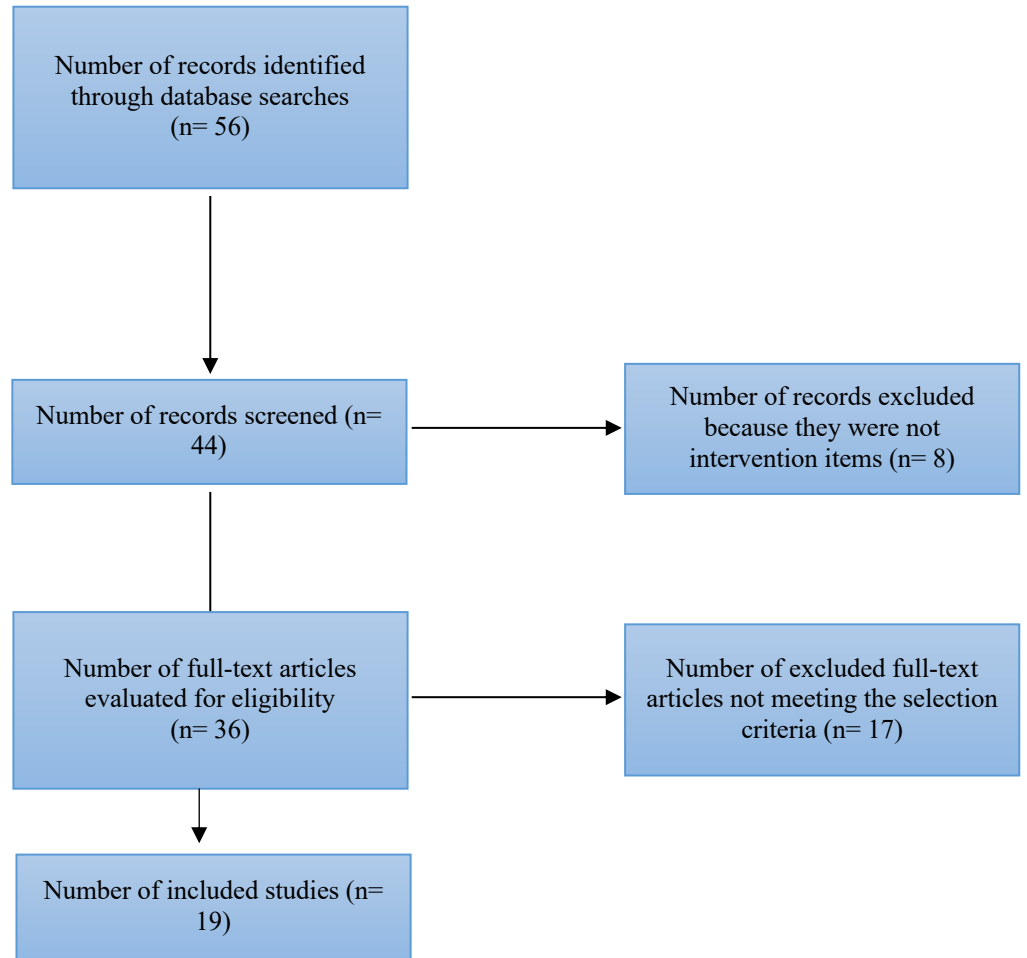 Number of records identified
through database searches
(n= 56)
Number of records screened (n=
44)
Number of records excluded
because they were not
intervention items (n= 8)
Number of full-text articles
evaluated for eligibility
(n= 36)
Number of excluded full-text
articles not meeting the selection
criteria (n= 17)
Number of included studies (n=
19)